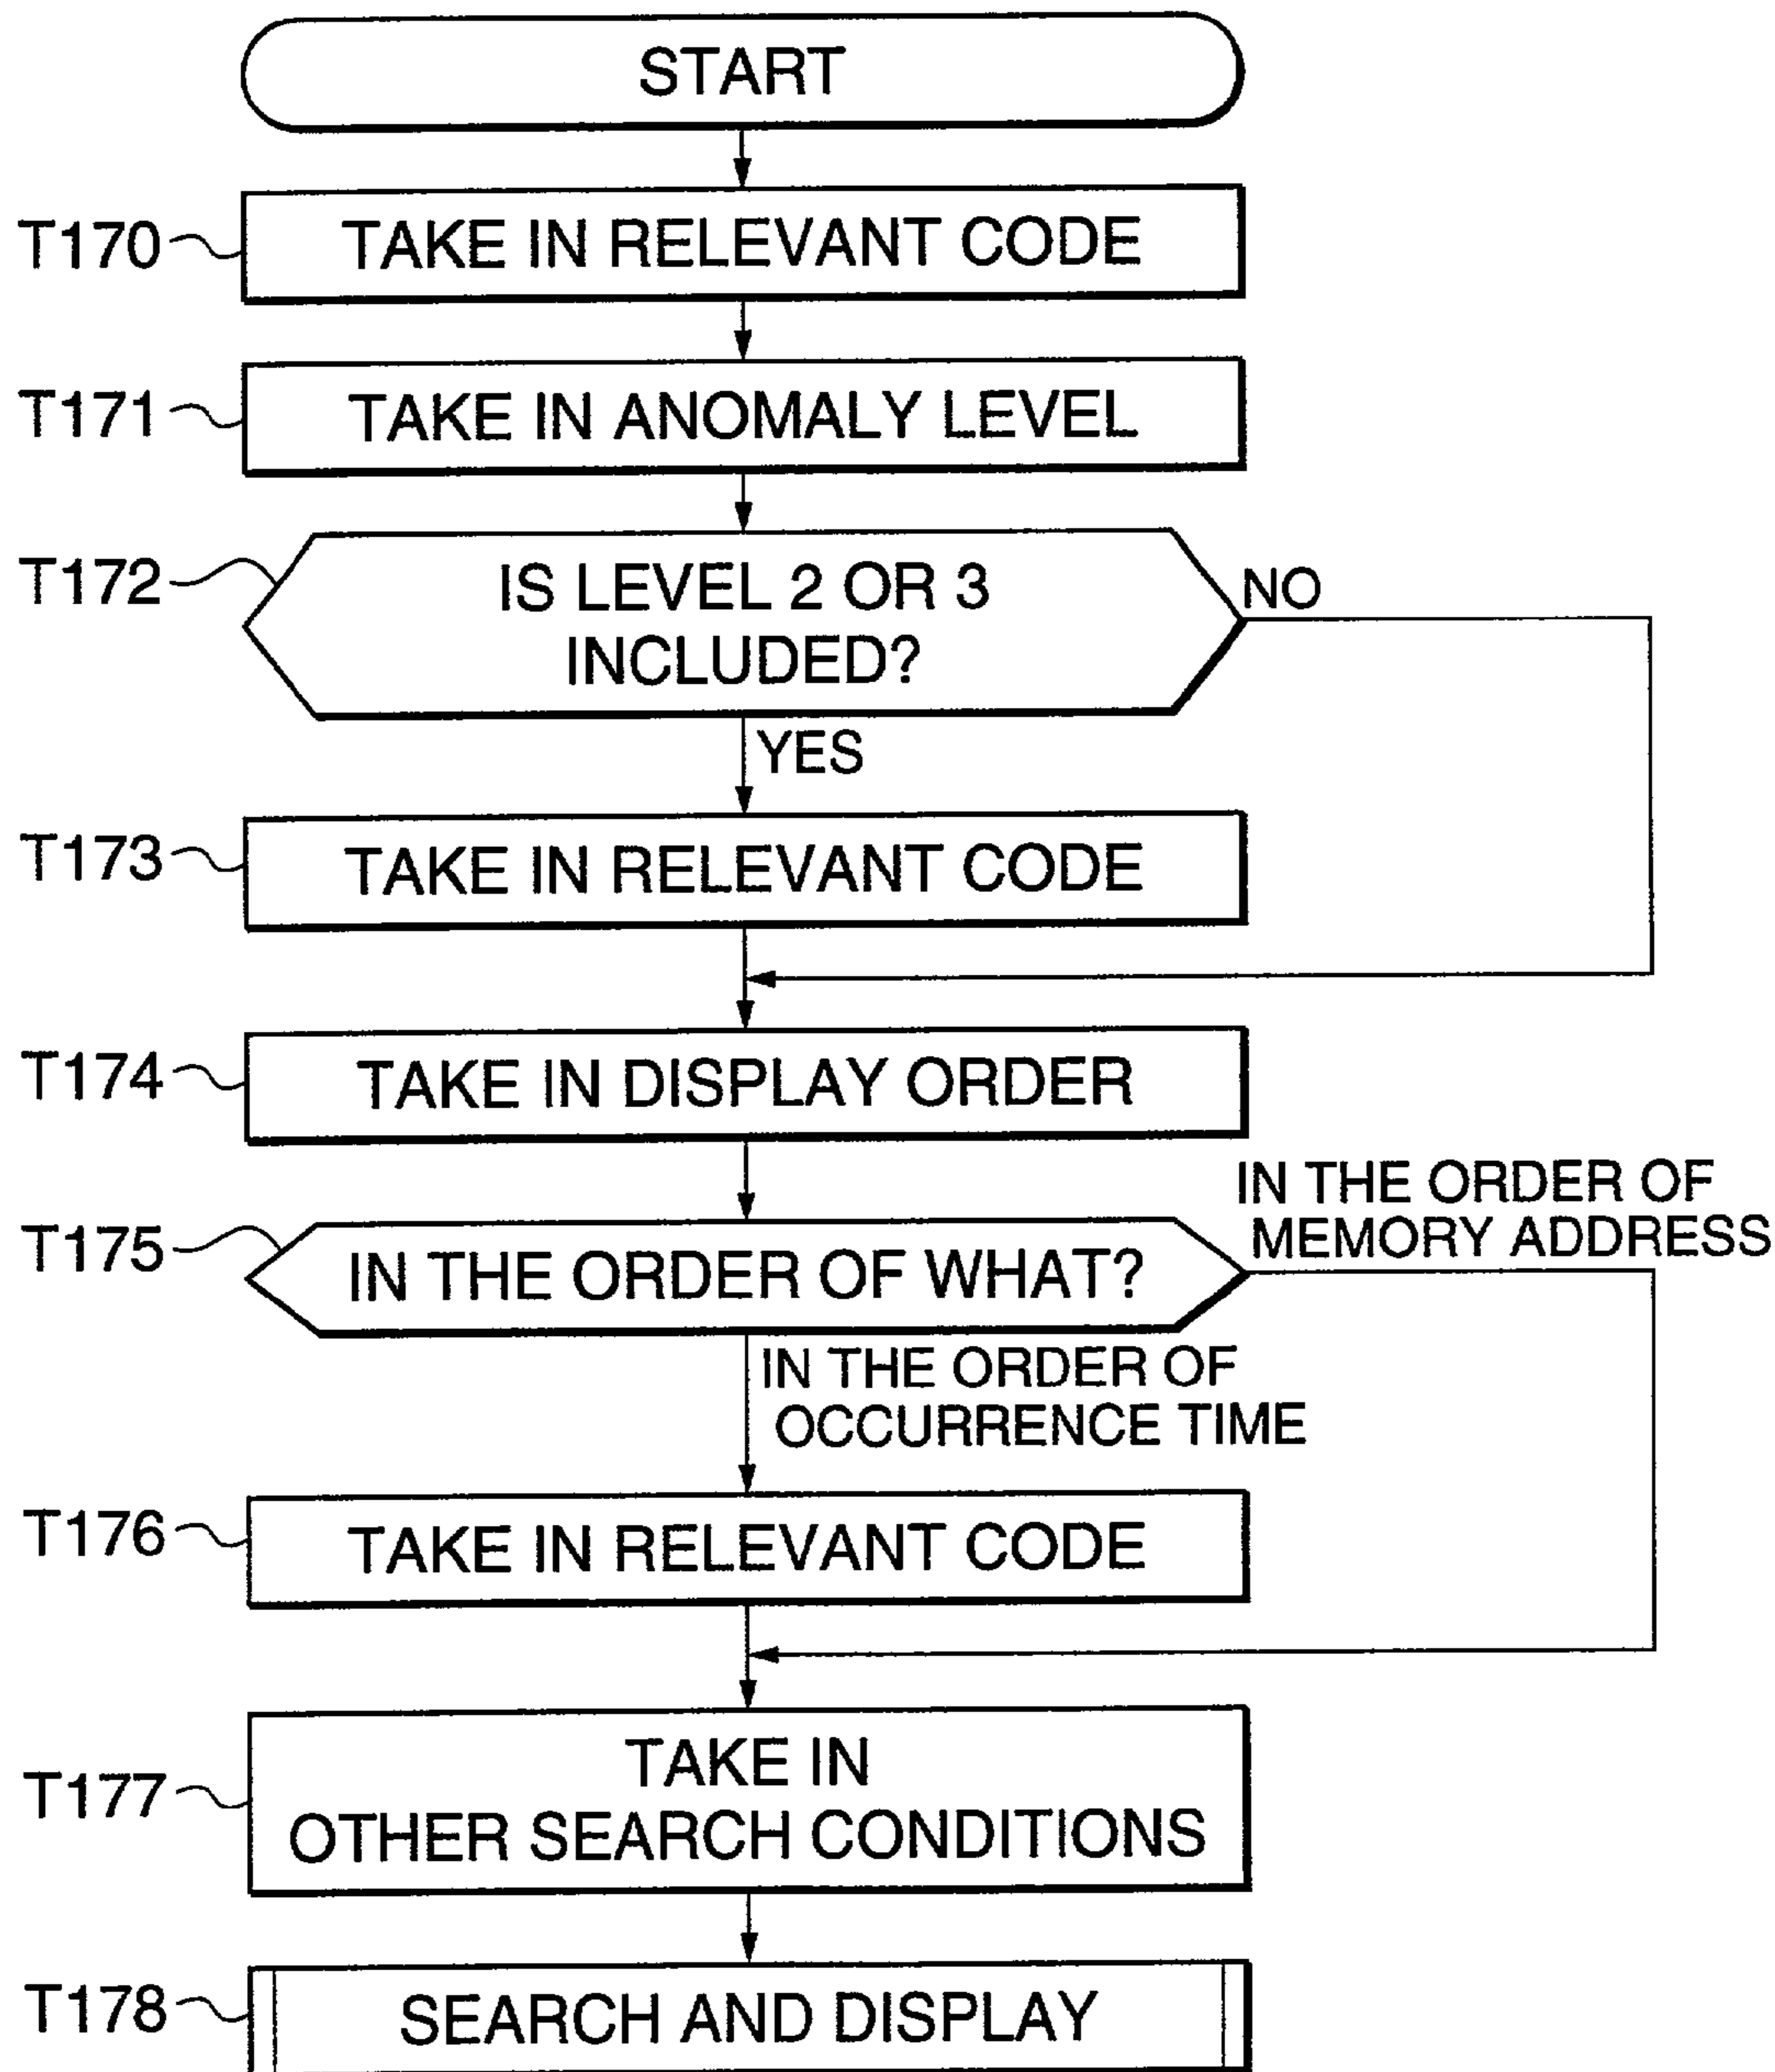 START
T170
TAKE IN RELEVANT CODE
T171
TAKE IN ANOMALY LEVEL
T172
IS LEVEL 2 OR 3
INCLUDED?
NO
YES
T173
TAKE IN RELEVANT CODE
T174
TAKE IN DISPLAY ORDER
T175
IN THE ORDER OF WHAT?
IN THE ORDER OF
MEMORY ADDRESS
IN THE ORDER OF
OCCURRENCE TIME
T176
TAKE IN RELEVANT CODE
T177
TAKE IN
OTHER SEARCH CONDITIONS
T178
SEARCH AND DISPLAY